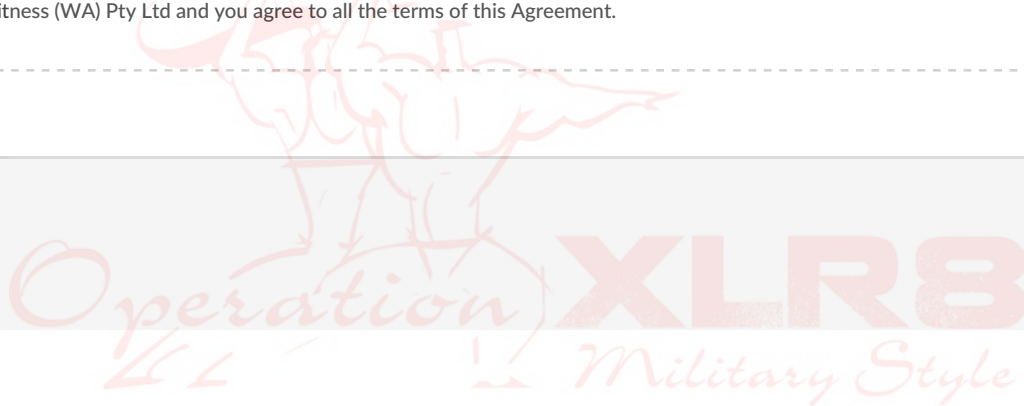 itness (WA) Pty Ltd and you agree to all the terms of this Agreement.
Operation XLR8
Military Style